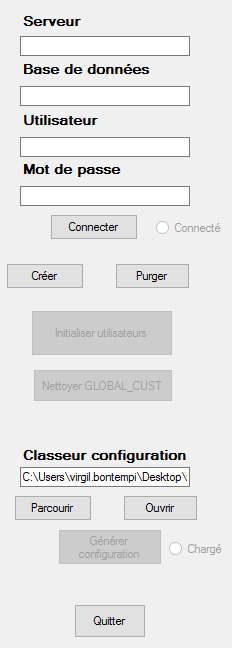 Serveur
Base de données
Utilisateur
Mot de passe
Connecter
Connecté
Créer
Purger
Initialiser utilisateurs
Nettoyer GLOBAL_CUST
Classeur configuration
C:\Users\virgil.bontempi\Desktop\
Parcourir
Ouvrir
Générer
configuration
Chargé
Quitter